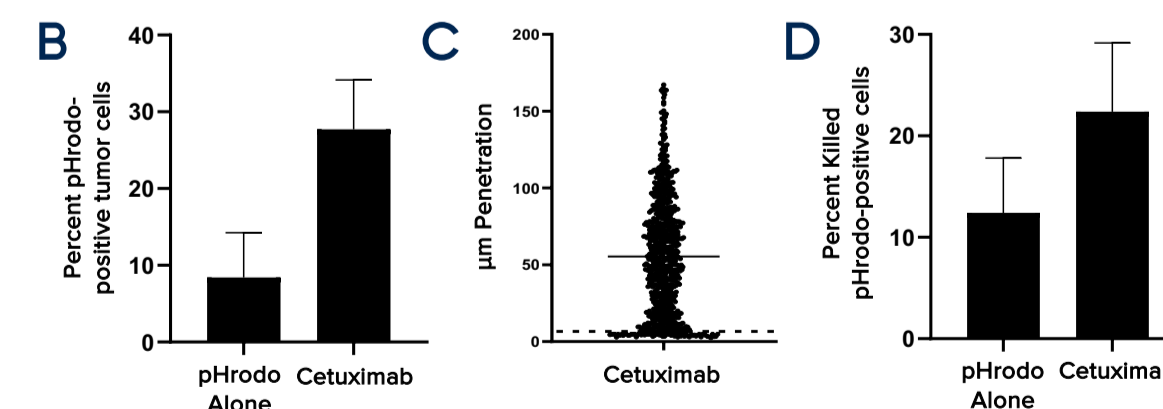 B
Percent pHrodo-
positive tumor cells
40
30
20
10
0
pHrodo
Alone
Cetuximab
C
µm Penetration
200
150
100
50
0
Cetuximab
D
Percent Killed
pHrodo-positive cells
30
20
10
0
pHrodo
Alone
Cetuxima